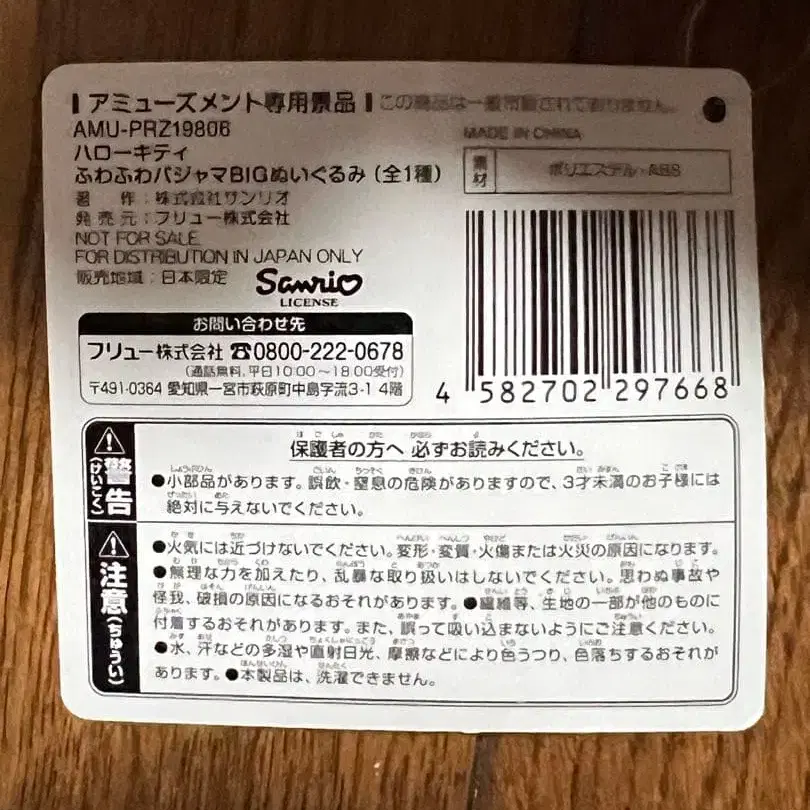 アミューズメント専用景品 この商品は一般市販されておりません。
AMU-PRZ19806
ハローキティ
ふわふわパジャマBIGぬいぐるみ (全1種)
著 作:株式会社サンリオ
発売元:フリュー株式会社
NOT FOR SALE
FOR DISTRIBUTION IN JAPAN ONLY
販売地域:日本限定
Sanrio
LICENSE
MADE IN CHINA
素材 ポリエステル・ABS
4 582702 297668
お問い合わせ先
フリュー株式会社 ☎0800-222-0678
(通話無料、平日10:00~18:00受付)
〒491-0364 愛知県一宮市萩原町中島字流3-1 4階
警告(けいこく)
保護者の方へ 必ずお読みください。
●小部品があります。誤飲・窒息の危険がありますので、3才未満のお子様には
絶対に与えないでください。
注意(ちゅうい)
●火気には近づけないでください。変形・変質・火傷または火災の原因になります。
●無理な力を加えたり、乱暴な取り扱いはしないでください。思わぬ事故や
怪我、破損の原因になるおそれがあります。●繊維等、生地の一部が他のものに
付着するおそれがあります。また、誤って吸い込まないようにご注意ください。
●水、汗などの多湿や直射日光、摩擦などにより色うつり、色落ちするおそれが
あります。●本製品は、洗濯できません。